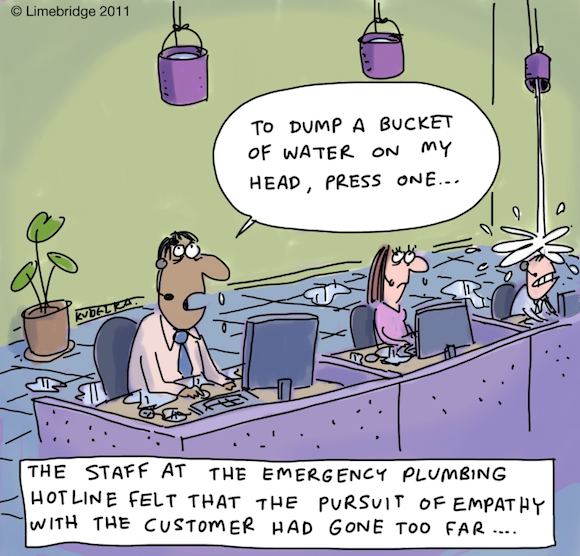 © Limebridge 2011
TO DUMP A BUCKET
OF WATER ON MY
HEAD, PRESS ONE...
KUDELKA.
THE STAFF AT THE EMERGENCY PLUMBING
HOTLINE FELT THAT THE PURSUIT OF EMPATHY
WITH THE CUSTOMER HAD GONE TOO FAR....